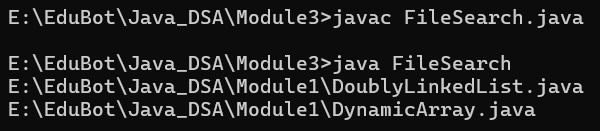 E:\EduBot\Java_DSA\Module3>javac FileSearch.java
E:\EduBot\Java_DSA\Module3>java FileSearch
E:\EduBot\Java_DSA\Module1\DoublyLinkedList.java
E:\EduBot\Java_DSA\Module1\DynamicArray.java